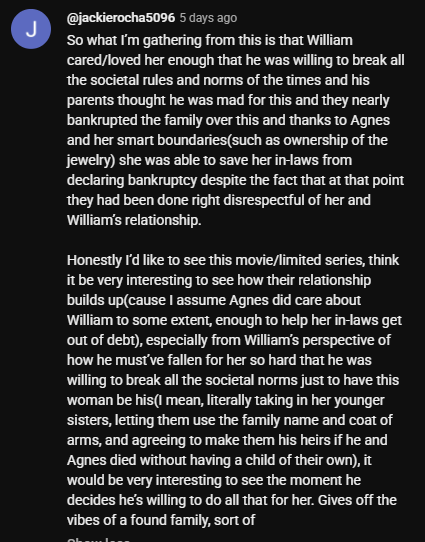 J
@jackierocha5096 5 days ago
So what I'm gathering from this is that William
cared/loved her enough that he was willing to break all
the societal rules and norms of the times and his
parents thought he was mad for this and they nearly
bankrupted the family over this and thanks to Agnes
and her smart boundaries(such as ownership of the
jewelry) she was able to save her in-laws from
declaring bankruptcy despite the fact that at that point
they had been done right disrespectful of her and
William's relationship.
Honestly I'd like to see this movie/limited series, think
it be very interesting to see how their relationship
builds up(cause I assume Agnes did care about
William to some extent, enough to help her in-laws get
out of debt), especially from William's perspective of
how he must've fallen for her so hard that he was
willing to break all the societal norms just to have this
woman be his(I mean, literally taking in her younger
sisters, letting them use the family name and coat of
arms, and agreeing to make them his heirs if he and
Agnes died without having a child of their own), it
would be very interesting to see the moment he
decides he's willing to do all that for her. Gives off the
vibes of a found family, sort of
Show less